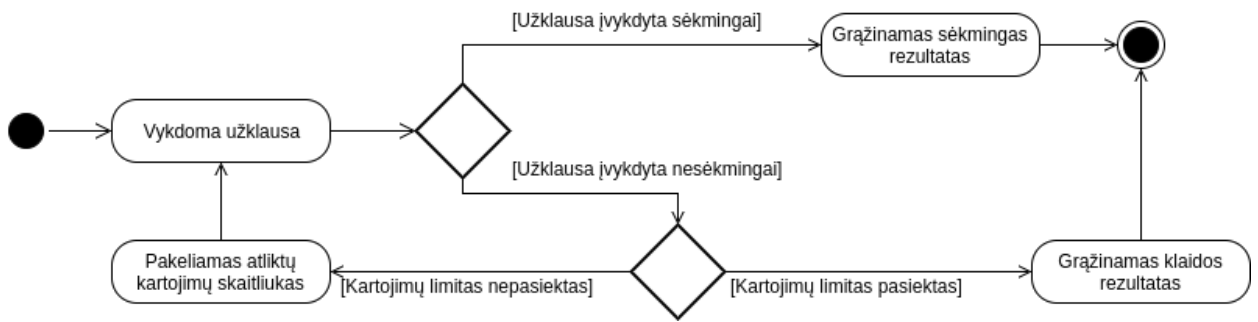 [Užklausa įvykdyta sėkmingai]
Grąžinamas sėkmingas
rezultatas
Vykdoma užklausa
[Užklausa įvykdyta nesėkmingai]
Pakeliamas atliktų
kartojimų skaitliukas
[Kartojimų limitas nepasiektas]
[Kartojimų limitas pasiektas]
Grąžinamas klaidos
rezultatas